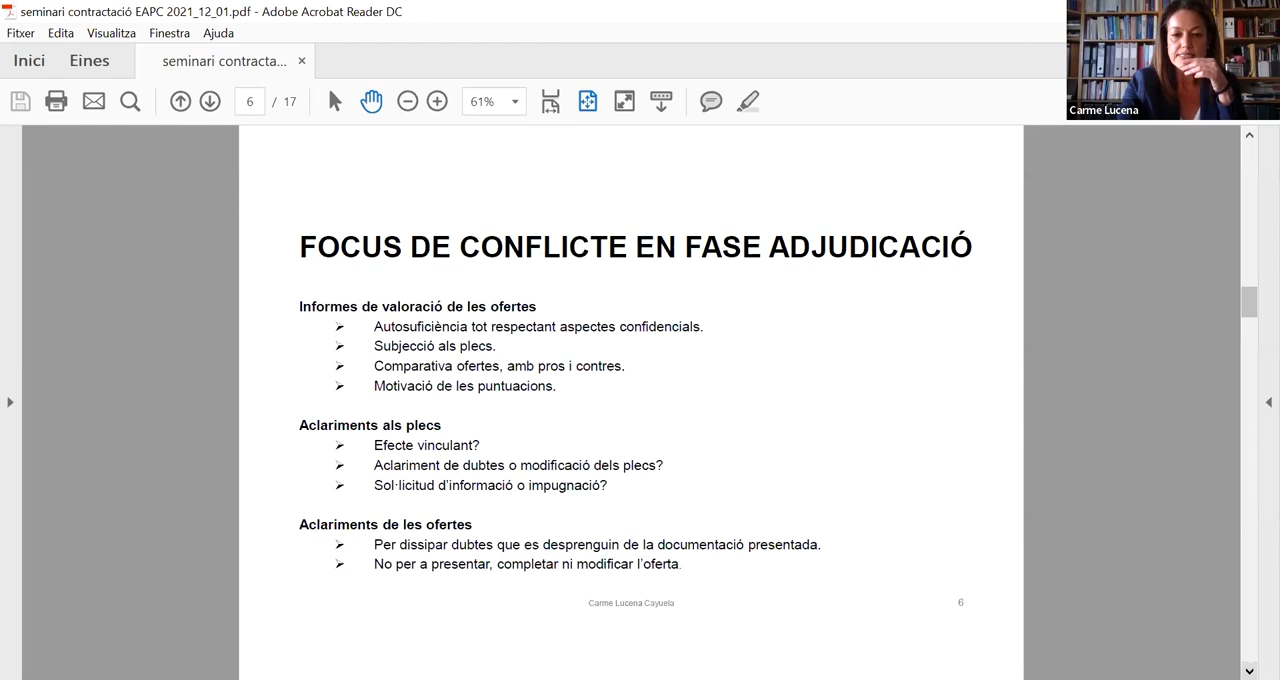 seminari contractació EAPC 2021_12_01.pdf - Adobe Acrobat Reader DC
Fitxer Edita Visualitza Finestra Ajuda
Inici Eines seminari contracta... ×
6 / 17 61%
Carme Lucena
FOCUS DE CONFLICTE EN FASE ADJUDICACIÓ
Informes de valoració de les ofertes
➢ Autosuficiència tot respectant aspectes confidencials.
➢ Subjecció als plecs.
➢ Comparativa ofertes, amb pros i contres.
➢ Motivació de les puntuacions.
Aclariments als plecs
➢ Efecte vinculant?
➢ Aclariment de dubtes o modificació dels plecs?
➢ Sol·licitud d’informació o impugnació?
Aclariments de les ofertes
➢ Per dissipar dubtes que es desprenguin de la documentació presentada.
➢ No per a presentar, completar ni modificar l’oferta.
Carme Lucena Cayuela 6